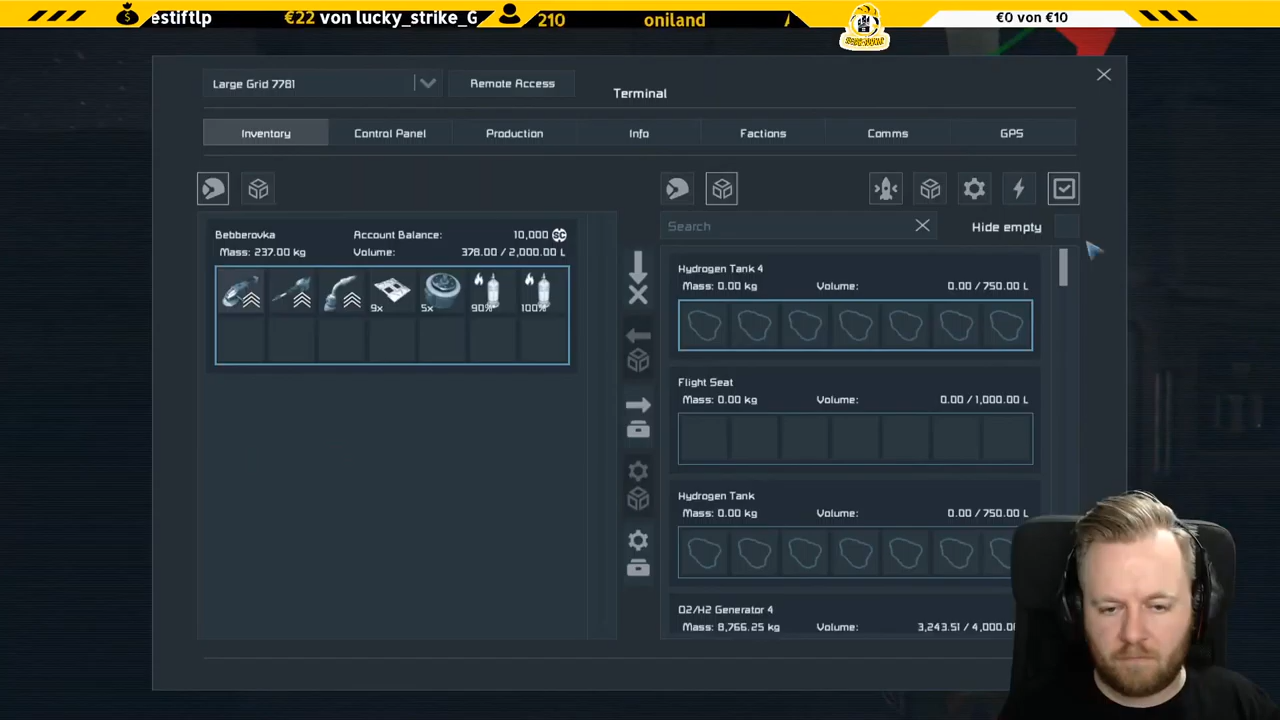 estiftlp €22 von lucky_strike_G 210 oniland €0 von €10
Large Grid 7781
Remote Access
Terminal
Inventory
Control Panel
Production
Info
Factions
Comms
GPS
Search
Hide empty
Bebberovka
Account Balance: 10,000 SC
Mass: 237.00 kg
Volume: 378.00 / 2,000.00 L
9x
5x
90%
100%
Hydrogen Tank 4
Mass: 0.00 kg
Volume: 0.00 / 750.00 L
Flight Seat
Mass: 0.00 kg
Volume: 0.00 / 1,000.00 L
Hydrogen Tank
Mass: 0.00 kg
Volume: 0.00 / 750.00 L
O2/H2 Generator 4
Mass: 8,766.25 kg
Volume: 3,243.51 / 4,000.0